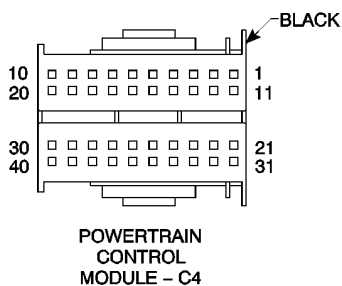 BLACK
10 1
20 11
30 21
40 31
POWERTRAIN
CONTROL
MODULE – C4